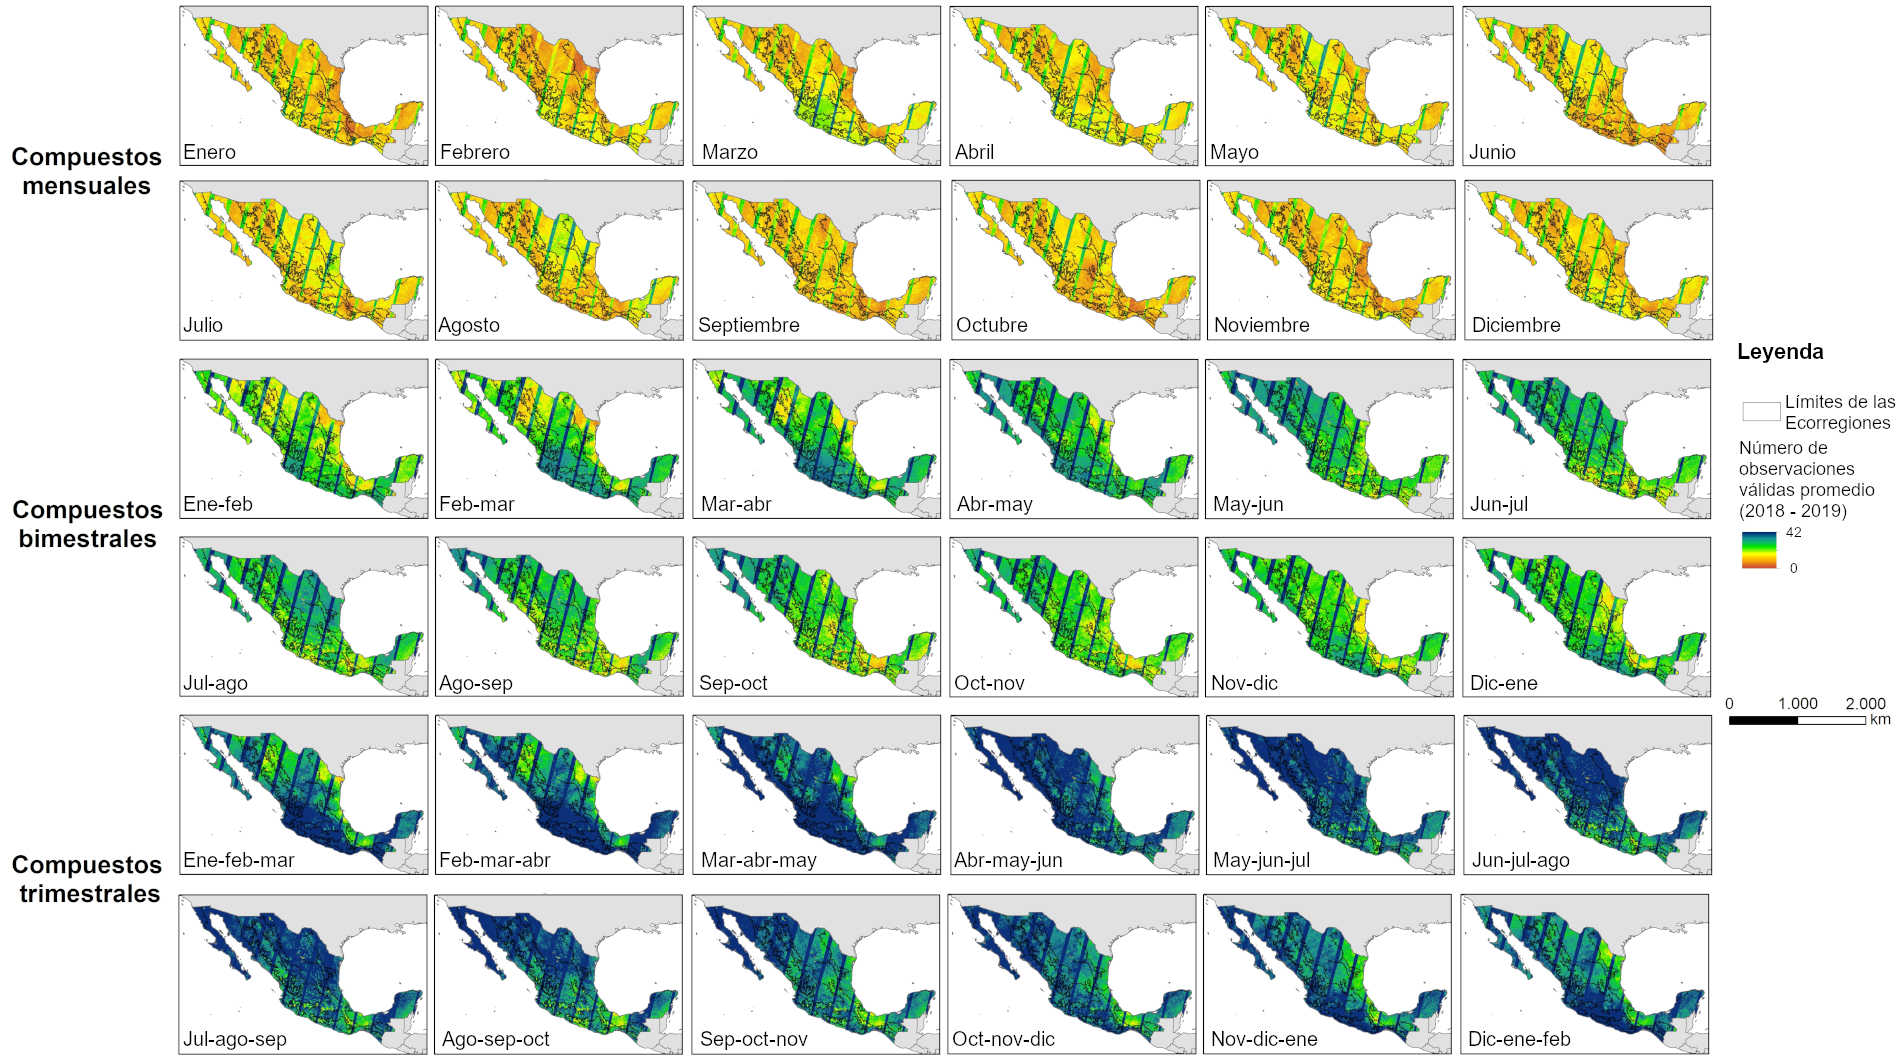 Compuestos
mensuales
Enero
Febrero
Marzo
Abril
Mayo
Junio
Julio
Agosto
Septiembre
Octubre
Noviembre
Diciembre
Compuestos
bimestrales
Ene-feb
Feb-mar
Mar-abr
Abr-may
May-jun
Jun-jul
Jul-ago
Ago-sep
Sep-oct
Oct-nov
Nov-dic
Dic-ene
Compuestos
trimestrales
Ene-feb-mar
Feb-mar-abr
Mar-abr-may
Abr-may-jun
May-jun-jul
Jun-jul-ago
Jul-ago-sep
Ago-sep-oct
Sep-oct-nov
Oct-nov-dic
Nov-dic-ene
Dic-ene-feb
Leyenda
Límites de las
Ecorregiones
Número de
observaciones
válidas promedio
(2018 - 2019)
42
0
0 1.000 2.000
km